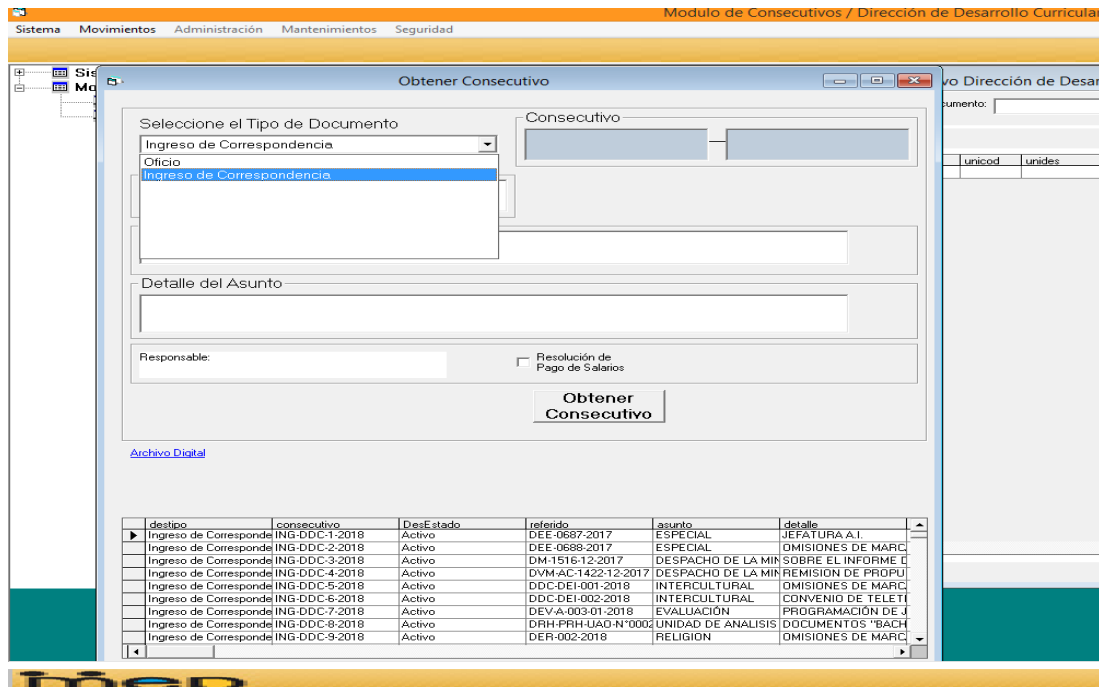 Modulo de Consecutivos / Dirección de Desarrollo Curricular
Sistema Movimientos Administración Mantenimientos Seguridad
Obtener Consecutivo
Dirección de
Seleccione el Tipo de Documento
Consecutivo
Ingreso de Correspondencia
Oficio
Ingreso de Correspondencia
unicod unides
Detalle del Asunto
Responsable:
Resolución de
Pago de Salarios
Obtener
Consecutivo
Archivo Digital
destipo consecutivo DesEstado referido asunto detalle
Ingreso de Corresponde ING-DDC-1-2018 Activo DEE-0687-2017 ESPECIAL JEFATURA A.I.
Ingreso de Corresponde ING-DDC-2-2018 Activo DEE-0688-2017 ESPECIAL OMISIONES DE MARC
Ingreso de Corresponde ING-DDC-3-2018 Activo DM-1516-12-2017 DESPACHO DE LA MIN SOBRE EL INFORME D
Ingreso de Corresponde ING-DDC-4-2018 Activo DVM-AC-1422-12-2017 DESPACHO DE LA MIN REMISION DE PROPU
Ingreso de Corresponde ING-DDC-5-2018 Activo DDC-DEI-001-2018 INTERCULTURAL OMISIONES DE MARC
Ingreso de Corresponde ING-DDC-6-2018 Activo DDC-DEI-002-2018 INTERCULTURAL CONVENIO DE TELETI
Ingreso de Corresponde ING-DDC-7-2018 Activo DEV-A-003-01-2018 EVALUACIÓN PROGRAMACIÓN DE J
Ingreso de Corresponde ING-DDC-8-2018 Activo DRH-PRH-UAO-N°0002 UNIDAD DE ANALISIS DOCUMENTOS "BACH
Ingreso de Corresponde ING-DDC-9-2018 Activo DER-002-2018 RELIGION OMISIONES DE MARC